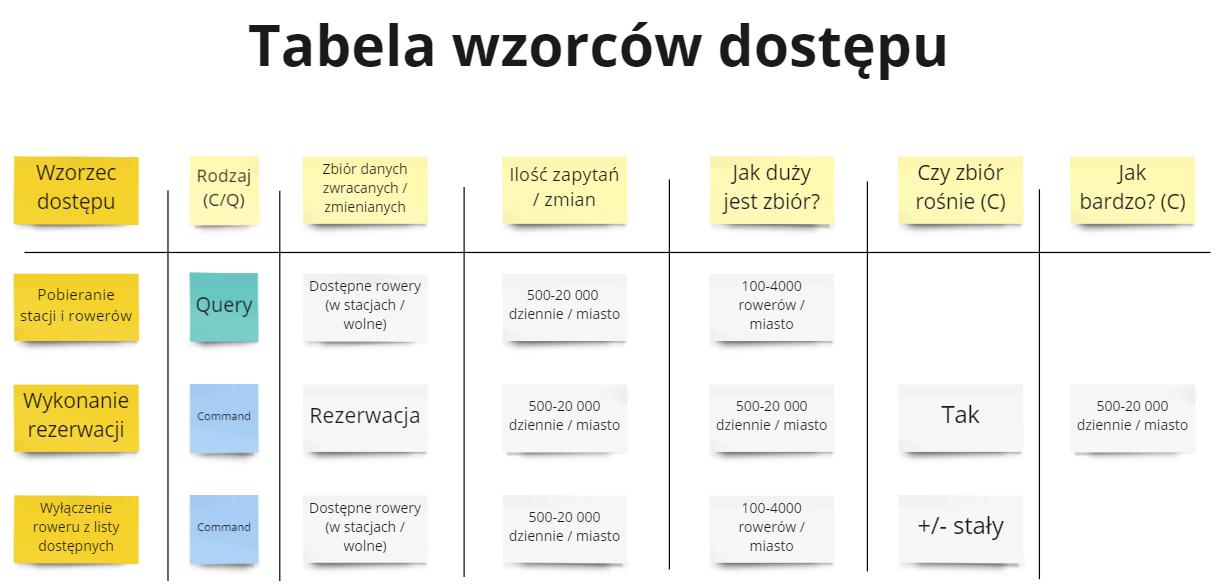 Tabela wzorców dostępu
Wzorzec
dostępu
Rodzaj
(C/Q)
Zbiór danych
zwracanych /
zmienianych
Ilość zapytań
/ zmian
Jak duży
jest zbiór?
Czy zbiór
rośnie (C)
Jak
bardzo? (C)
Pobieranie
stacji i rowerów
Query
Dostępne rowery
(w stacjach /
wolne)
500-20 000
dziennie / miasto
100-4000
rowerów /
miasto
Wykonanie
rezerwacji
Command
Rezerwacja
500-20 000
dziennie / miasto
500-20 000
dziennie / miasto
Tak
500-20 000
dziennie / miasto
Wyłączenie
roweru z listy
dostępnych
Command
Dostępne rowery
(w stacjach /
wolne)
500-20 000
dziennie / miasto
100-4000
rowerów /
miasto
+/- stały